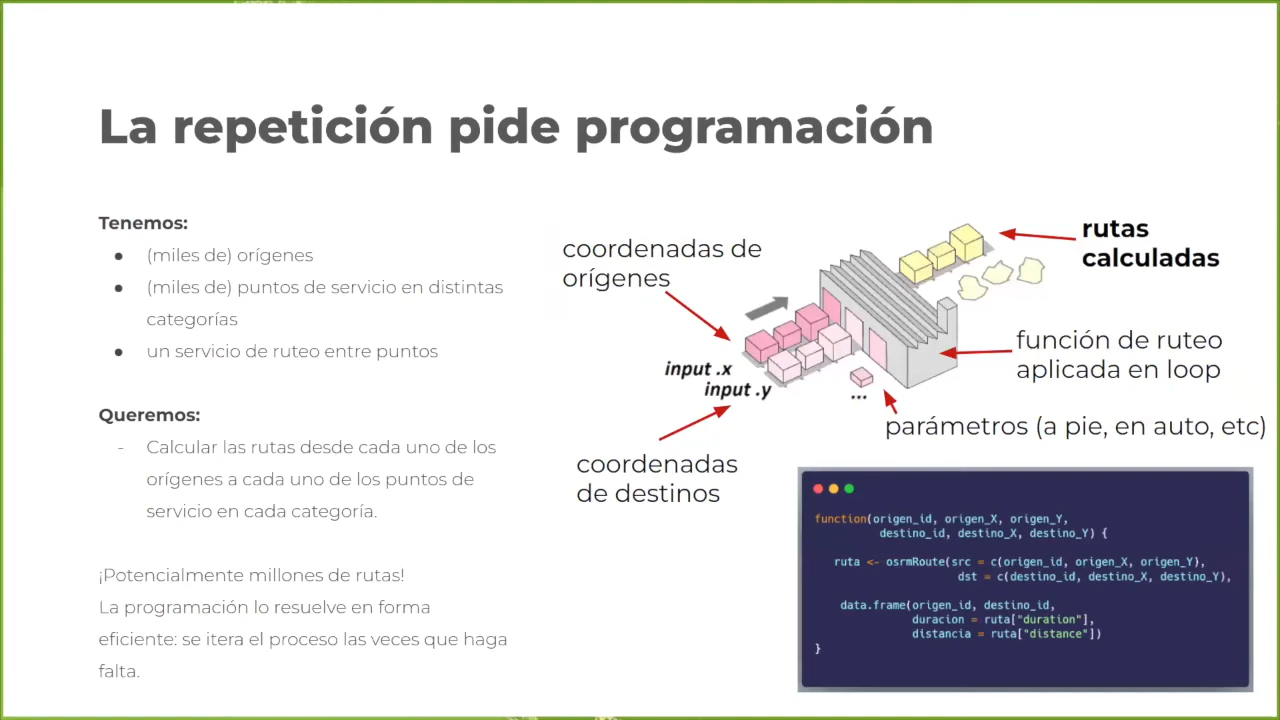 La repetición pide programación
Tenemos:
● (miles de) orígenes
● (miles de) puntos de servicio en distintas
categorías
● un servicio de ruteo entre puntos
Queremos:
- Calcular las rutas desde cada uno de los
orígenes a cada uno de los puntos de
servicio en cada categoría.
¡Potencialmente millones de rutas!
La programación lo resuelve en forma
eficiente: se itera el proceso las veces que haga
falta.
coordenadas de
orígenes
rutas
calculadas
input .x
input .y
...
función de ruteo
aplicada en loop
parámetros (a pie, en auto, etc)
coordenadas
de destinos
function(origen_id, origen_X, origen_Y,
destino_id, destino_X, destino_Y) {
ruta <- osrmRoute(src = c(origen_id, origen_X, origen_Y),
dst = c(destino_id, destino_X, destino_Y),
data.frame(origen_id, destino_id,
duracion = ruta["duration"],
distancia = ruta["distance"])
}